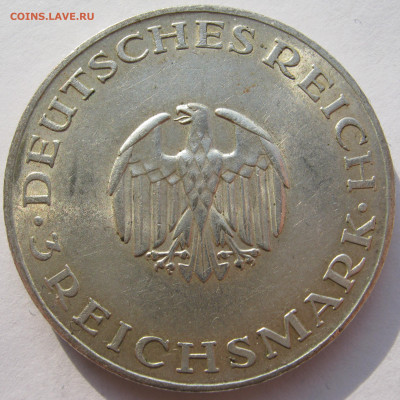 COINS.LAVE.RU
· DEUTSCHES · REICH ·
3 REICHSMARK